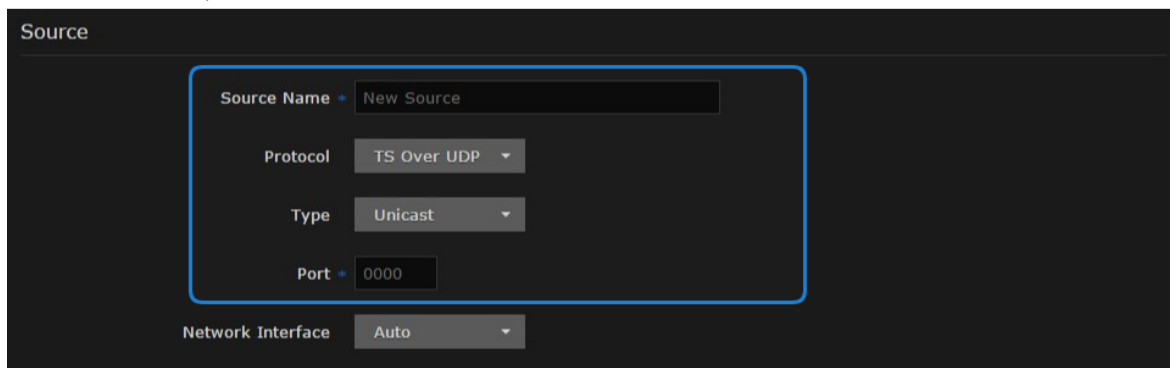 Source
Source Name * New Source
Protocol TS Over UDP
Type Unicast
Port * 0000
Network Interface Auto